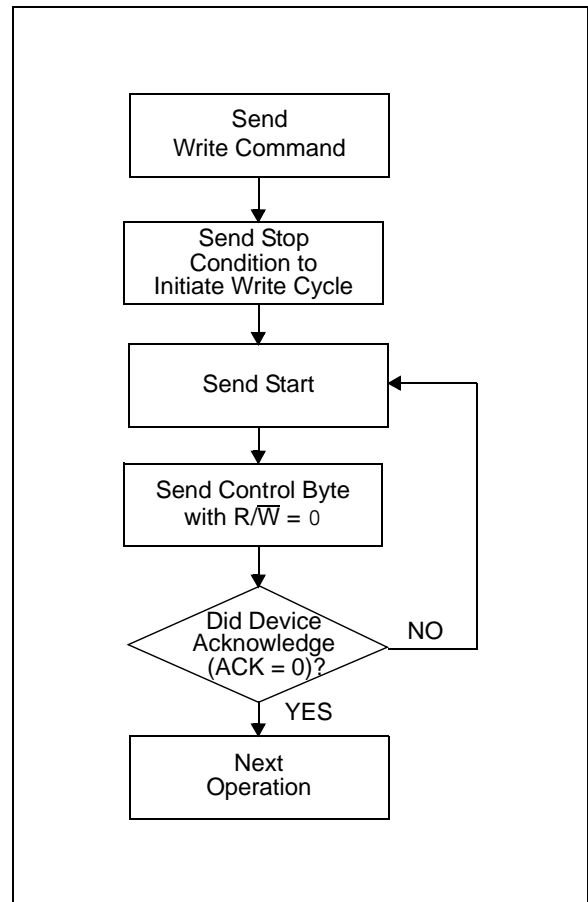 Send
Write Command
Send Stop
Condition to
Initiate Write Cycle
Send Start
Send Control Byte
with R/W̅ = 0
Did Device
Acknowledge
(ACK = 0)?
NO
YES
Next
Operation